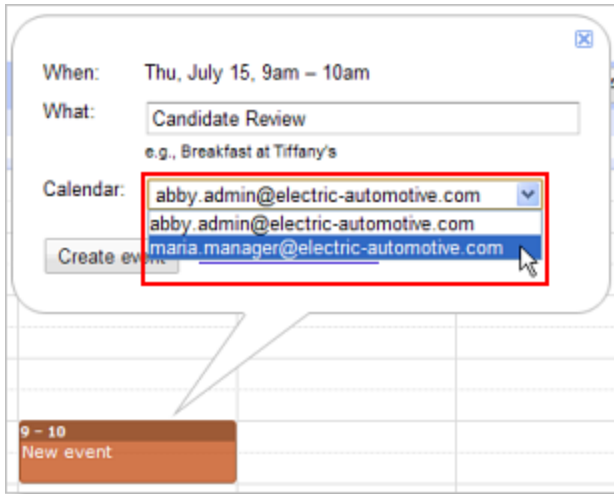 When: Thu, July 15, 9am – 10am
What: Candidate Review
e.g., Breakfast at Tiffany's
Calendar: abby.admin@electric-automotive.com
abby.admin@electric-automotive.com
maria.manager@electric-automotive.com
Create
9 – 10
New event